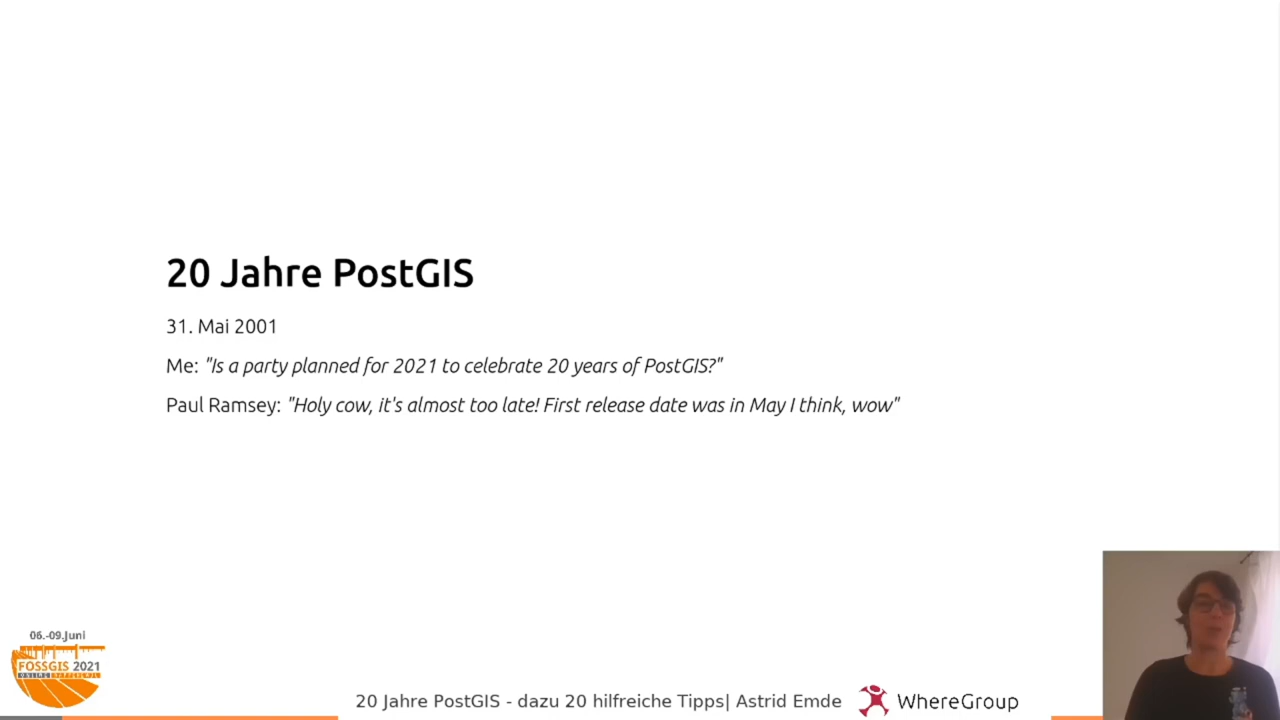 20 Jahre PostGIS
31. Mai 2001
Me: "Is a party planned for 2021 to celebrate 20 years of PostGIS?"
Paul Ramsey: "Holy cow, it's almost too late! First release date was in May I think, wow"
06.-09.Juni
FOSSGIS 2021
20 Jahre PostGIS - dazu 20 hilfreiche Tipps| Astrid Emde
WhereGroup